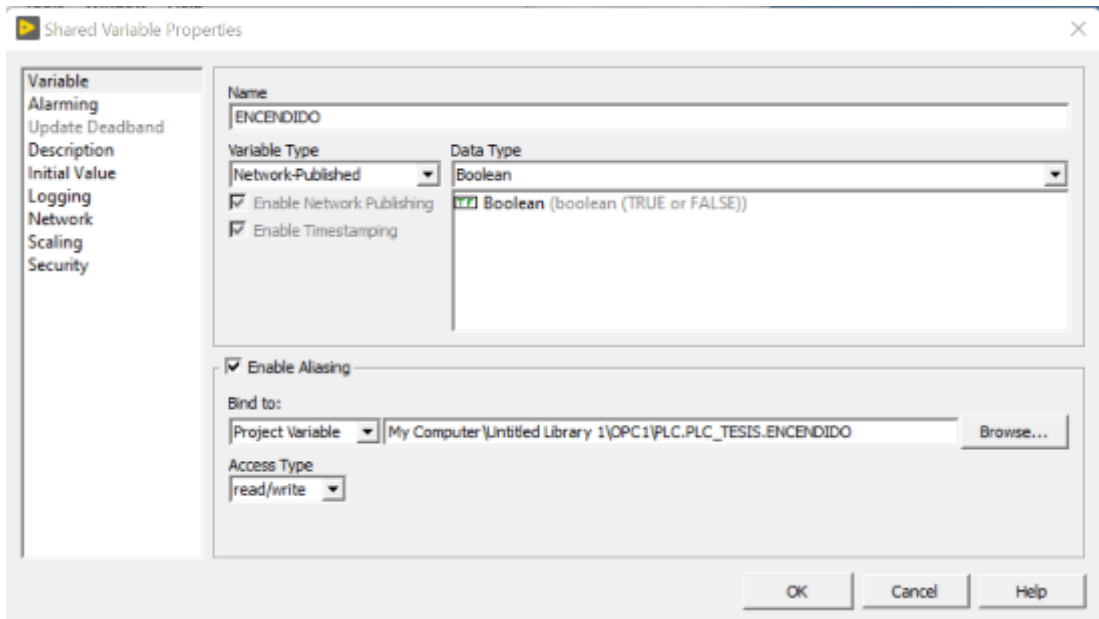 Shared Variable Properties
Variable
Alarming
Update Deadband
Description
Initial Value
Logging
Network
Scaling
Security
Name
ENCENDIDO
Variable Type
Data Type
Network-Published
Boolean
Enable Network Publishing
Boolean (boolean (TRUE or FALSE))
Enable Timestamping
Enable Aliasing
Bind to:
Project Variable
My Computer\Untitled Library 1\OPC1\PLC.PLC_TESIS.ENCENDIDO
Browse...
Access Type
read/write
OK
Cancel
Help